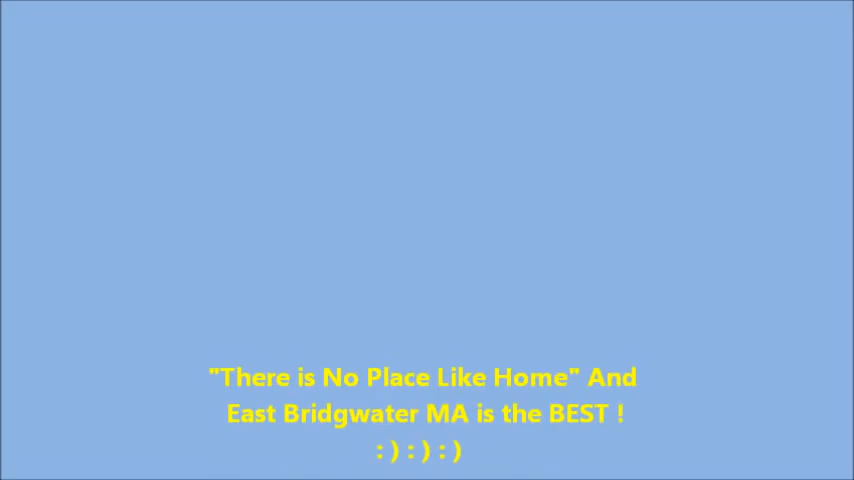 "There is No Place Like Home" And
East Bridgwater MA is the BEST !
: ) : ) : )